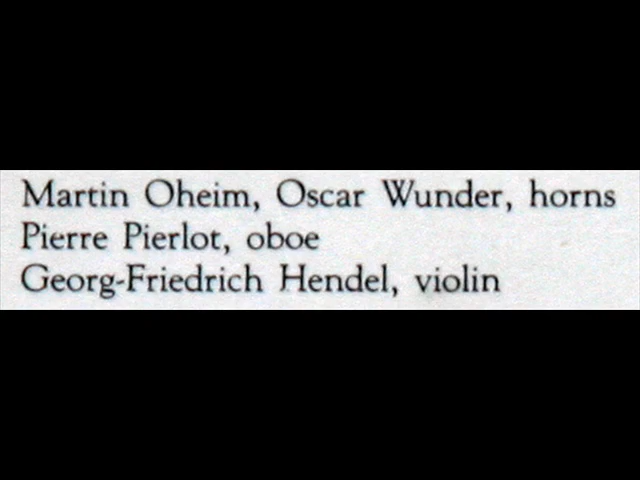 Martin Oheim, Oscar Wunder, horns
Pierre Pierlot, oboe
Georg-Friedrich Hendel, violin